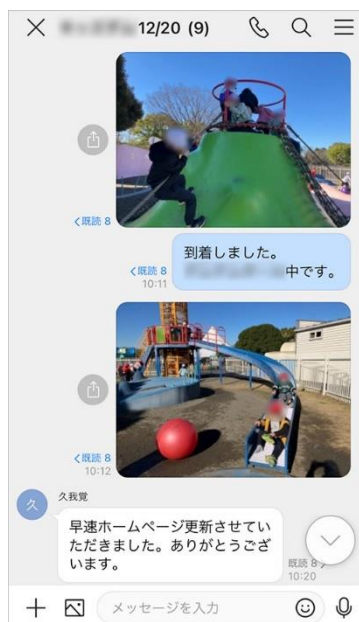 12/20 (9)
<既読 8
到着しました。
中です。
<既読 8
10:11
<既読 8
10:12
久我覚
久
早速ホームページ更新させてい
ただきました。ありがとうござ
います。
既読 8>
10:20
メッセージを入力